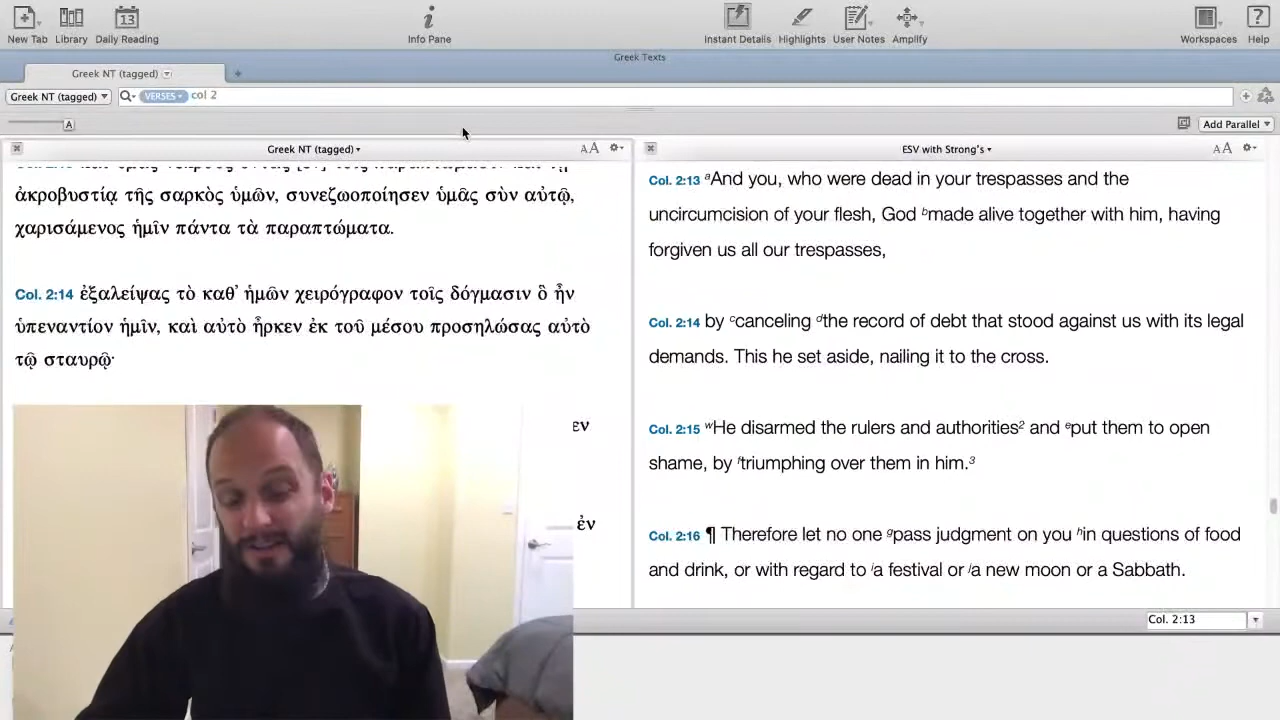 New Tab Library Daily Reading Info Pane Instant Details Highlights User Notes Amplify Workspaces Help
13
Greek Texts
Greek NT (tagged)
Greek NT (tagged) VERSES col 2
A Add Parallel
Greek NT (tagged) AA
ἀκροβυστίᾳ τῆς σαρκὸς ὑμῶν, συνεζωοποίησεν ὑμᾶς σὺν αὐτῷ,
χαρισάμενος ἡμῖν πάντα τὰ παραπτώματα.
Col. 2:14 ἐξαλείψας τὸ καθ’ ἡμῶν χειρόγραφον τοῖς δόγμασιν ὃ ἦν
ὑπεναντίον ἡμῖν, καὶ αὐτὸ ἦρκεν ἐκ τοῦ μέσου προσηλώσας αὐτὸ
τῷ σταυρῷ·
εν
ἐν
ESV with Strong's AA
Col. 2:13 aAnd you, who were dead in your trespasses and the
uncircumcision of your flesh, God bmade alive together with him, having
forgiven us all our trespasses,
Col. 2:14 by ccanceling dthe record of debt that stood against us with its legal
demands. This he set aside, nailing it to the cross.
Col. 2:15 wHe disarmed the rulers and authorities2 and eput them to open
shame, by ftriumphing over them in him.3
Col. 2:16 ¶ Therefore let no one gpass judgment on you hin questions of food
and drink, or with regard to ia festival or ja new moon or a Sabbath.
Col. 2:13